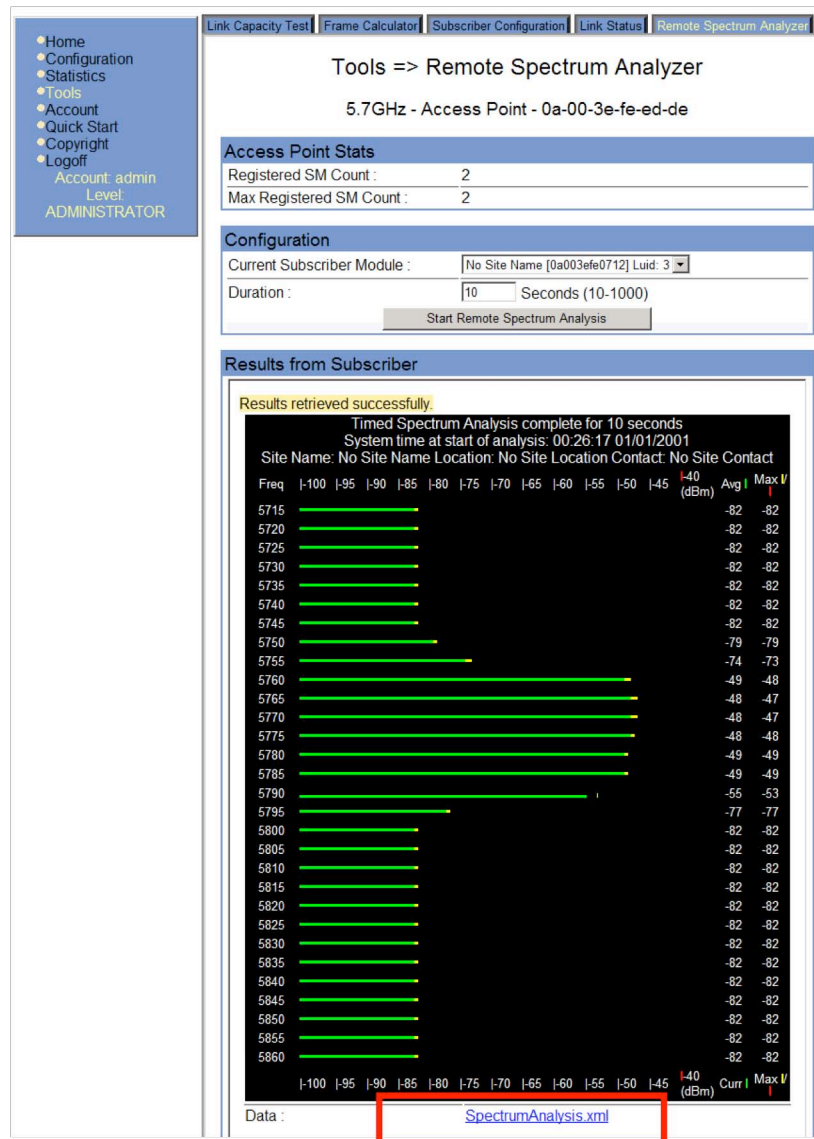 Home
Configuration
Statistics
Tools
Account
Quick Start
Copyright
Logoff
Account: admin
Level:
ADMINISTRATOR
Link Capacity Test Frame Calculator Subscriber Configuration Link Status Remote Spectrum Analyzer
Tools => Remote Spectrum Analyzer
5.7GHz - Access Point - 0a-00-3e-fe-ed-de
Access Point Stats
Registered SM Count : 2
Max Registered SM Count : 2
Configuration
Current Subscriber Module : No Site Name [0a003efe0712] Luid: 3
Duration : 10 Seconds (10-1000)
Start Remote Spectrum Analysis
Results from Subscriber
Results retrieved successfully.
Timed Spectrum Analysis complete for 10 seconds
System time at start of analysis: 00:26:17 01/01/2001
Site Name: No Site Name Location: No Site Location Contact: No Site Contact
Freq |-100 |-95 |-90 |-85 |-80 |-75 |-70 |-65 |-60 |-55 |-50 |-45 |-40 (dBm) Avg | Max |/ |
5715 -82 -82
5720 -82 -82
5725 -82 -82
5730 -82 -82
5735 -82 -82
5740 -82 -82
5745 -82 -82
5750 -79 -79
5755 -74 -73
5760 -49 -48
5765 -48 -47
5770 -48 -47
5775 -48 -48
5780 -49 -49
5785 -49 -49
5790 -55 -53
5795 -77 -77
5800 -82 -82
5805 -82 -82
5810 -82 -82
5815 -82 -82
5820 -82 -82
5825 -82 -82
5830 -82 -82
5835 -82 -82
5840 -82 -82
5845 -82 -82
5850 -82 -82
5855 -82 -82
5860 -82 -82
|-100 |-95 |-90 |-85 |-80 |-75 |-70 |-65 |-60 |-55 |-50 |-45 |-40 (dBm) Curr | Max |/ |
Data : SpectrumAnalysis.xml